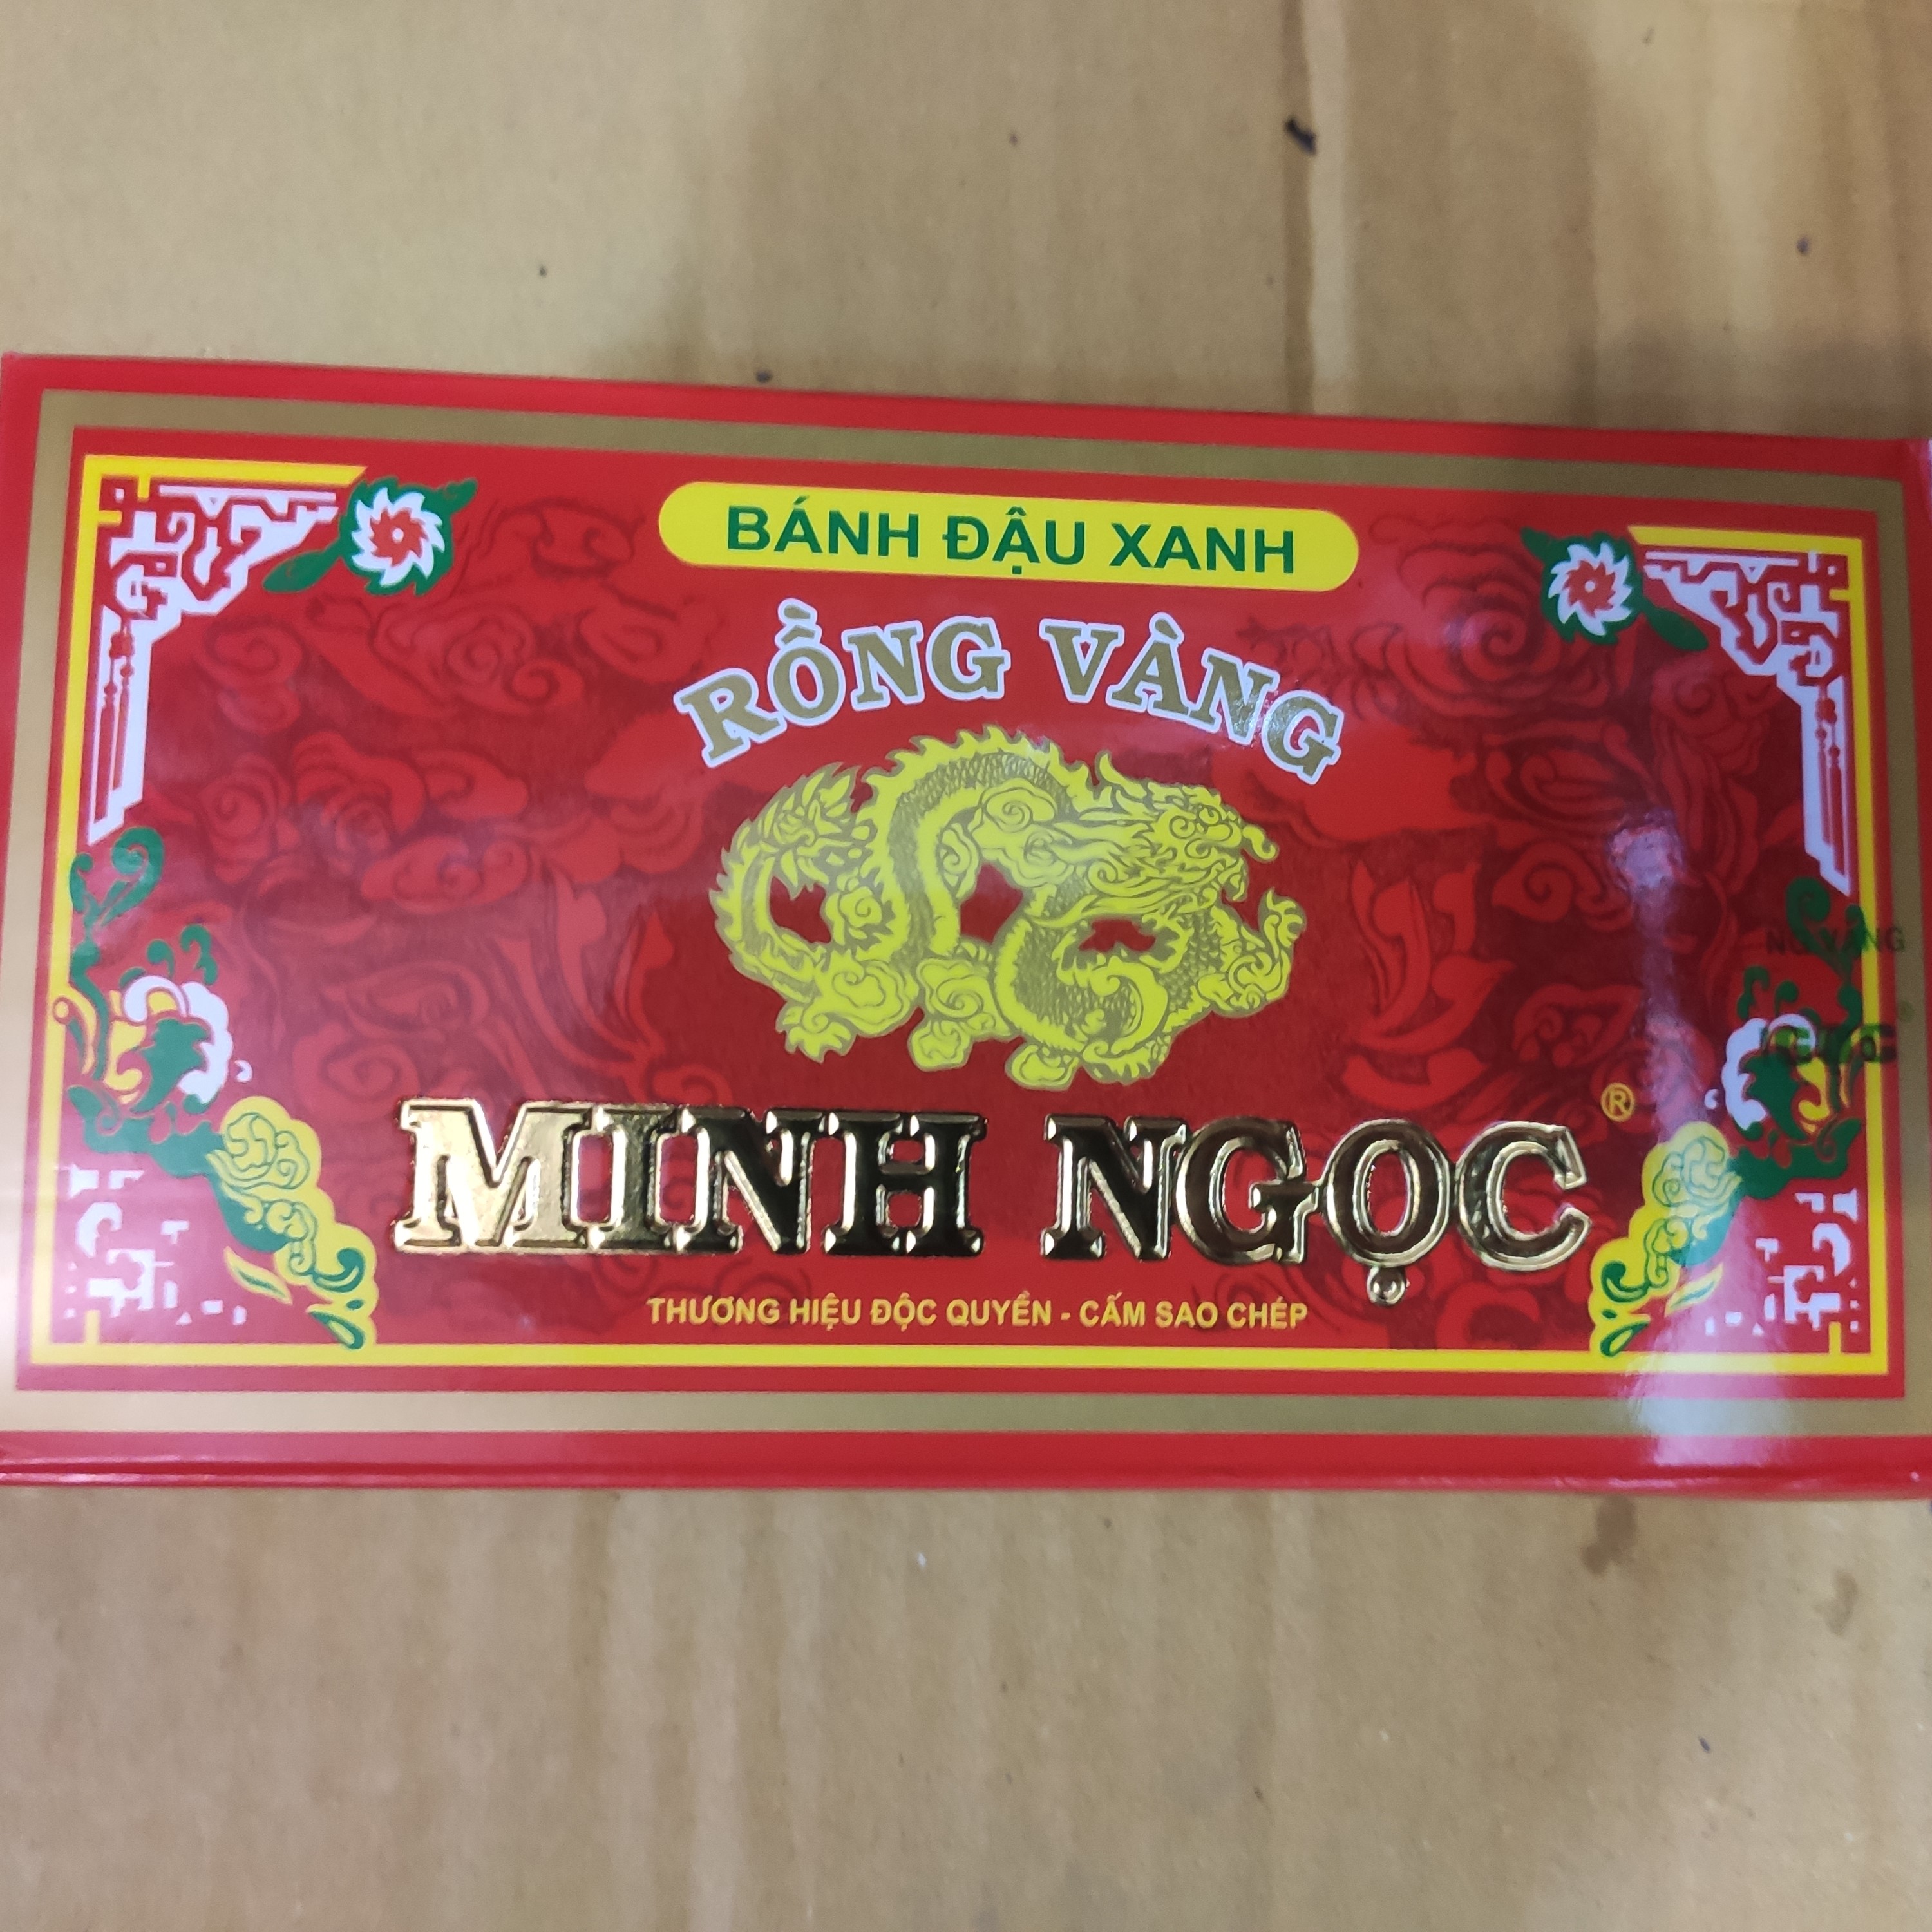 BÁNH ĐẬU XANH
RỒNG VÀNG
MINH NGỌC
®
THƯƠNG HIỆU ĐỘC QUYỀN - CẤM SAO CHÉP